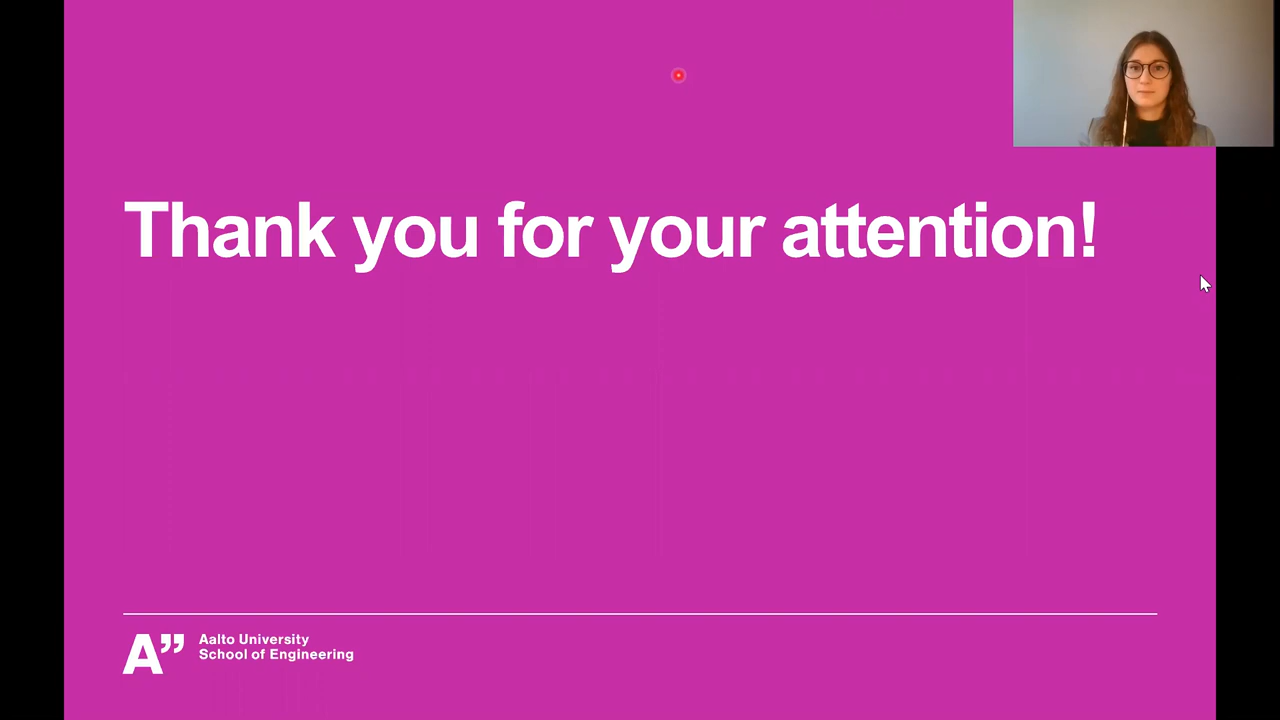 Thank you for your attention!
A”
Aalto University
School of Engineering